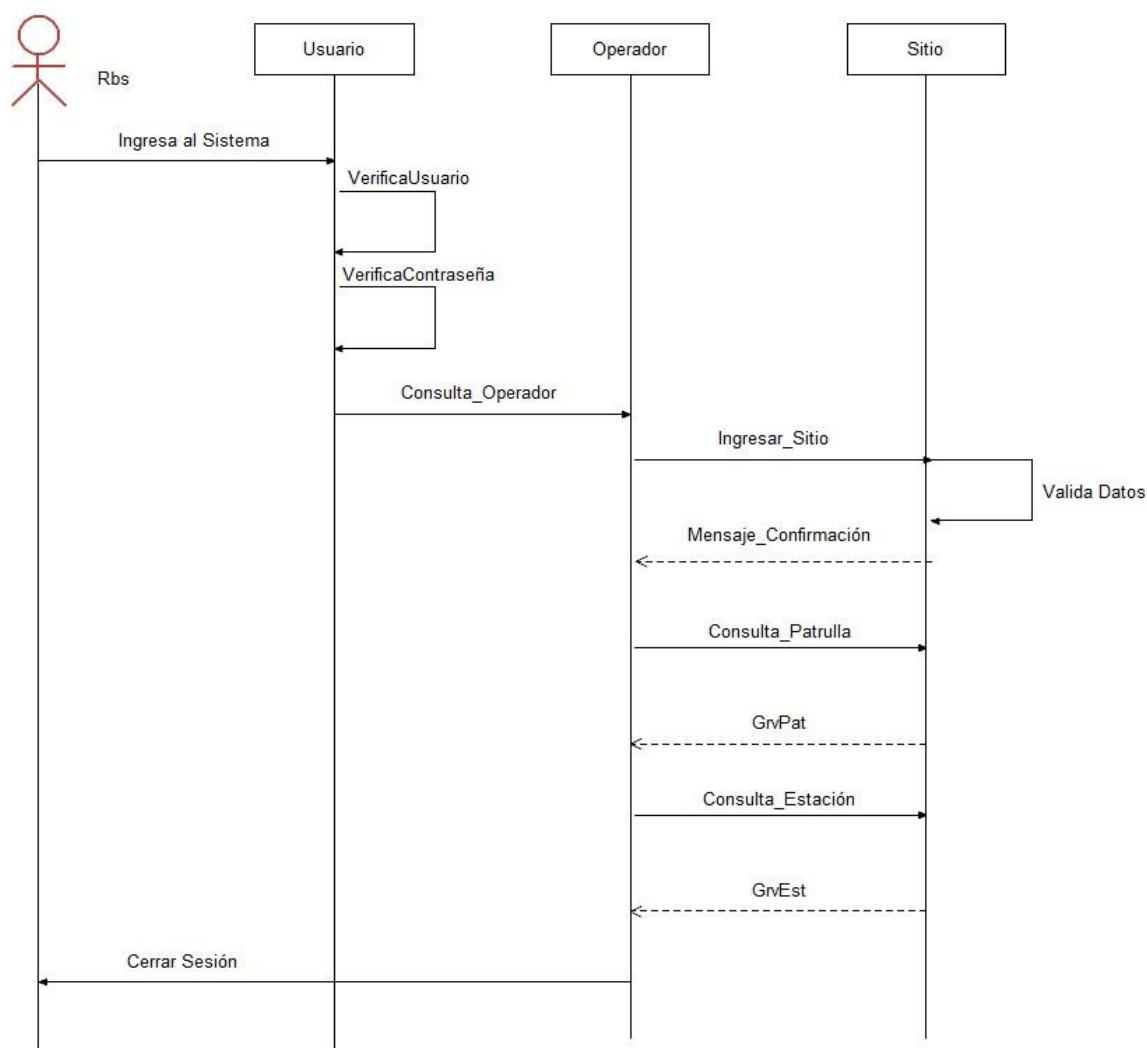 Usuario
Operador
Sitio
Rbs
Ingresa al Sistema
VerificaUsuario
VerificaContraseña
Consulta_Operador
Ingresar_Sitio
Valida Datos
Mensaje_Confirmación
Consulta_Patrulla
GrvPat
Consulta_Estación
GrvEst
Cerrar Sesión